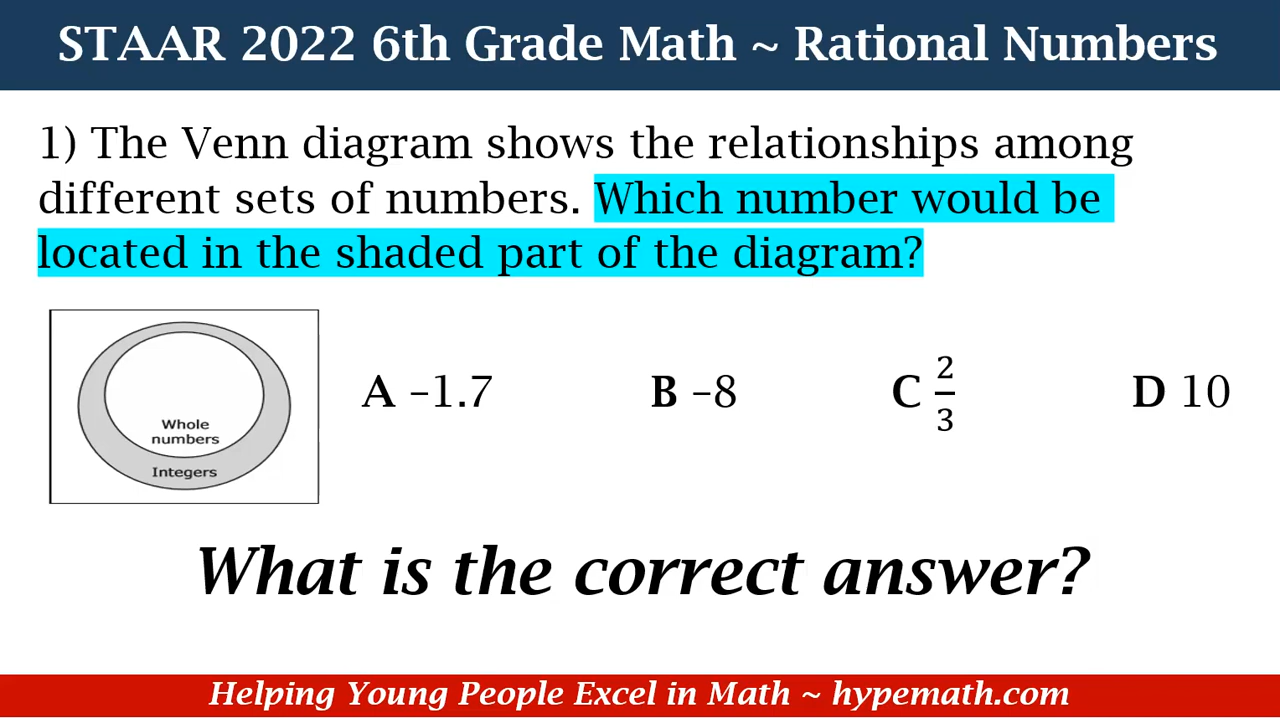 STAAR 2022 6th Grade Math ~ Rational Numbers
1) The Venn diagram shows the relationships among
different sets of numbers. Which number would be
located in the shaded part of the diagram?
Whole
numbers
Integers
A –1.7 B –8 C 2/3 D 10
What is the correct answer?
Helping Young People Excel in Math ~ hypemath.com